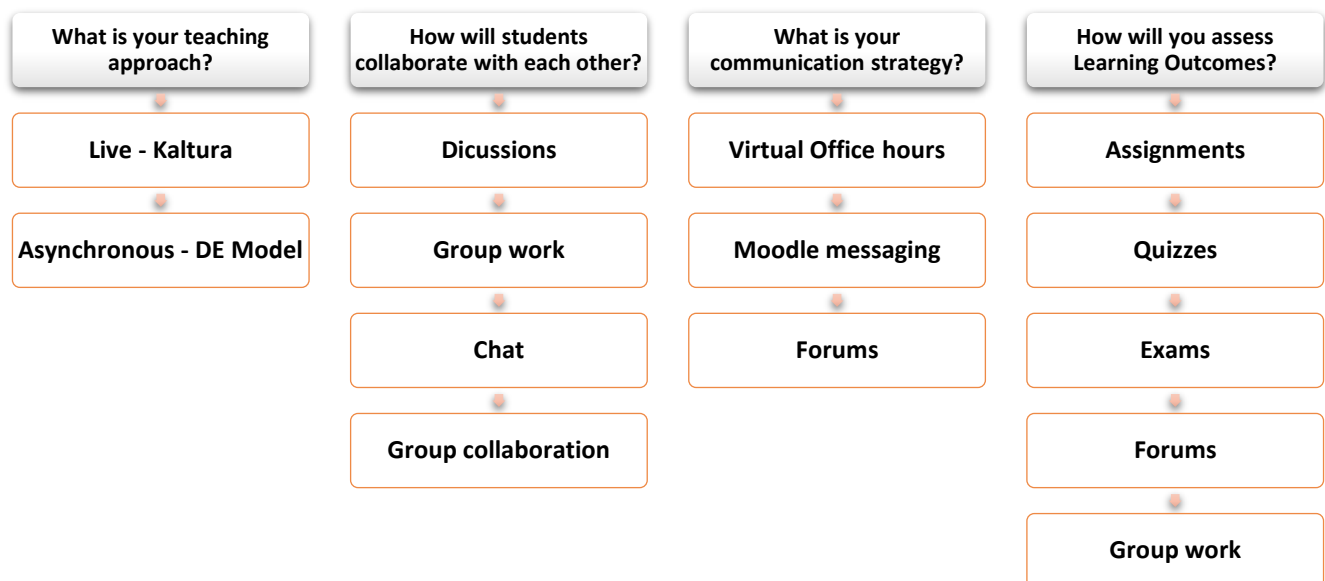 What is your teaching
approach?
Live - Kaltura
Asynchronous - DE Model
How will students
collaborate with each other?
Dicussions
Group work
Chat
Group collaboration
What is your
communication strategy?
Virtual Office hours
Moodle messaging
Forums
How will you assess
Learning Outcomes?
Assignments
Quizzes
Exams
Forums
Group work